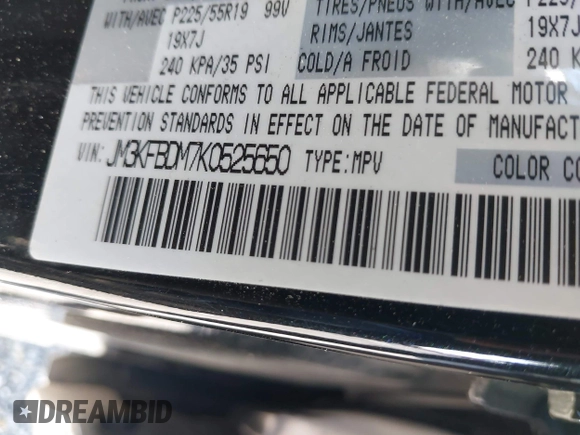 WITH/AVEC P225/55R19 99V TIRES/PNEUS WITH/AVEC P225/
19X7J RIMS/JANTES 19X7J
240 KPA/35 PSI COLD/A FROID 240 K
THIS VEHICLE CONFORMS TO ALL APPLICABLE FEDERAL MOTOR
PREVENTION STANDARDS IN EFFECT ON THE DATE OF MANUFACT
VIN: JM3KFBDM7K0525650 TYPE:MPV COLOR CO
DREAMBID